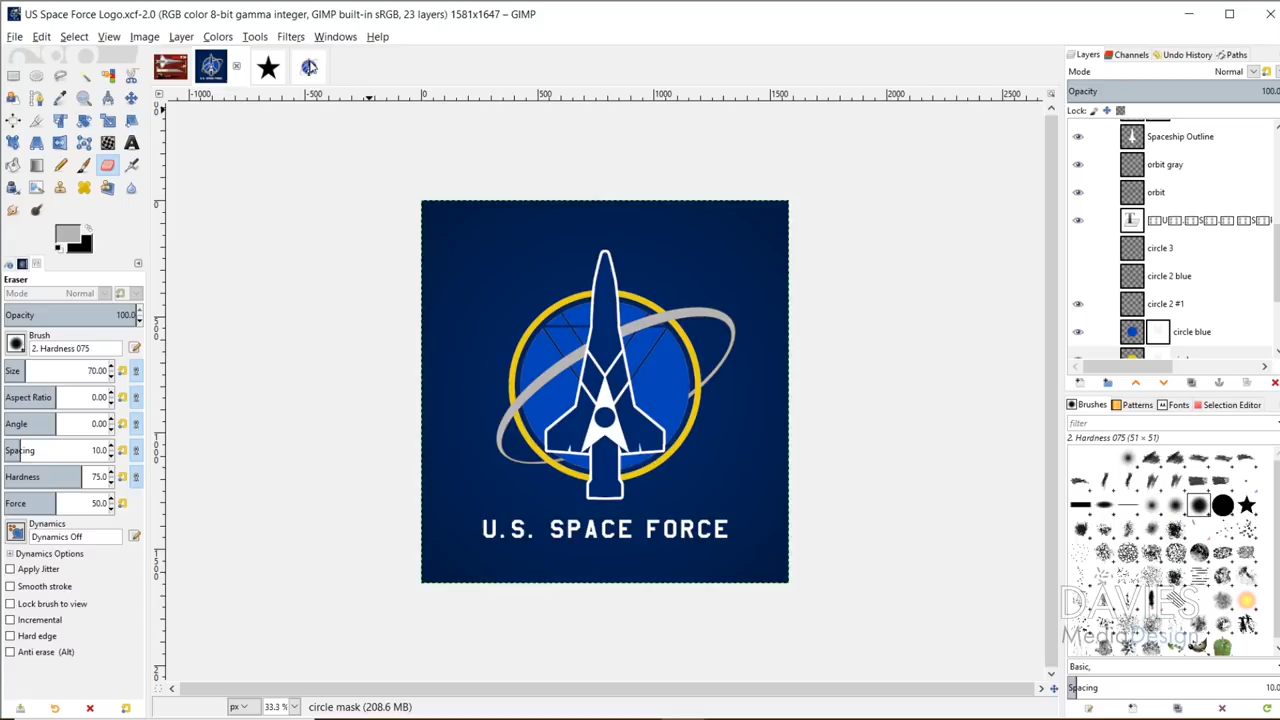 US Space Force Logo.xcf-2.0 (RGB color 8-bit gamma integer, GIMP built-in sRGB, 23 layers) 1581x1647 – GIMP
File Edit Select View Image Layer Colors Tools Filters Windows Help
Layers Channels Undo History Paths
Mode Normal
Opacity 100.0
Lock:
Spaceship Outline
orbit gray
orbit
circle 3
circle 2 blue
circle 2 #1
circle blue
-1000 -500 0 500 1000 1500 2000 2500
U.S. SPACE FORCE
Eraser
Mode Normal
Opacity 100.0
Brush
2. Hardness 075
Size 70.00
Aspect Ratio 0.00
Angle 0.00
Spacing 10.0
Hardness 75.0
Force 50.0
Dynamics
Dynamics Off
Dynamics Options
Apply Jitter
Smooth stroke
Lock brush to view
Incremental
Hard edge
Anti erase (Alt)
Brushes Patterns Fonts Selection Editor
filter
2. Hardness 075 (51 × 51)
DAVIES
MediaDesign
Basic,
Spacing 10.0
px 33.3 % circle mask (208.6 MB)